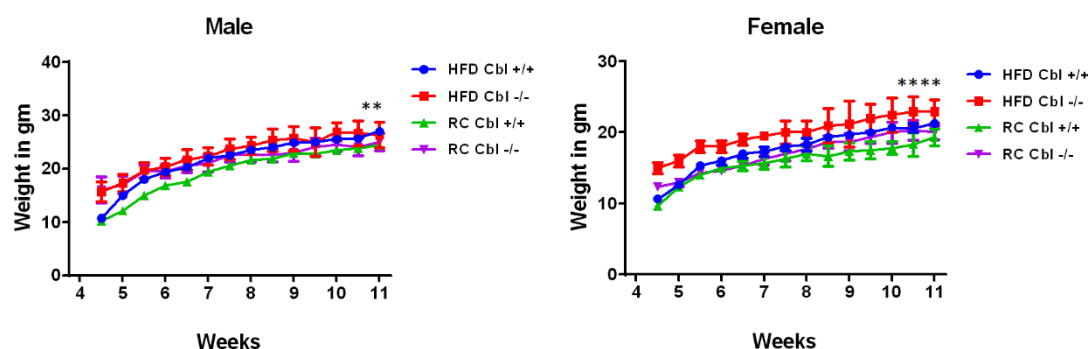 Male
Weight in gm
40
30
20
10
0
4 5 6 7 8 9 10 11
Weeks
**
HFD Cbl +/+
HFD Cbl -/-
RC Cbl +/+
RC Cbl -/-
Female
Weight in gm
30
20
10
0
4 5 6 7 8 9 10 11
Weeks
****
HFD Cbl +/+
HFD Cbl -/-
RC Cbl +/+
RC Cbl -/-